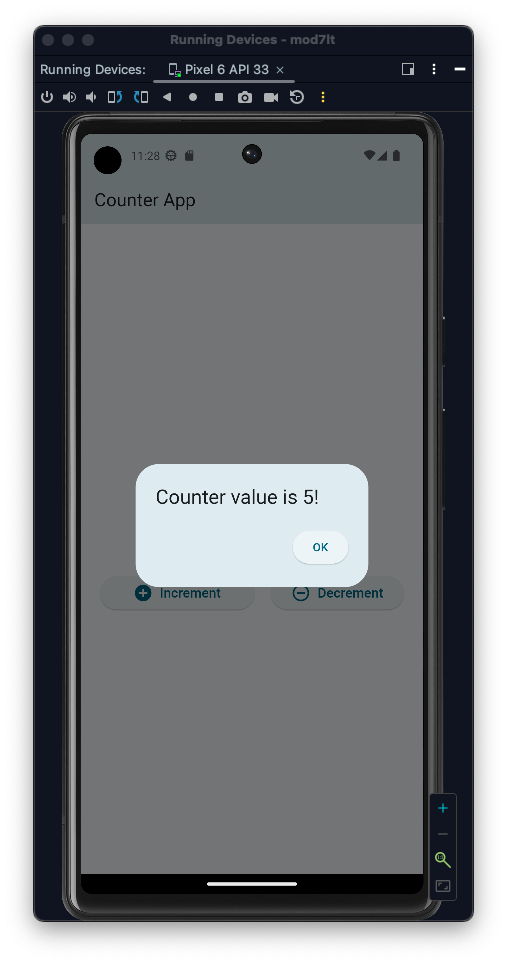 Running Devices - mod7lt
Running Devices: Pixel 6 API 33
11:28
Counter App
Counter value is 5!
OK
Increment Decrement